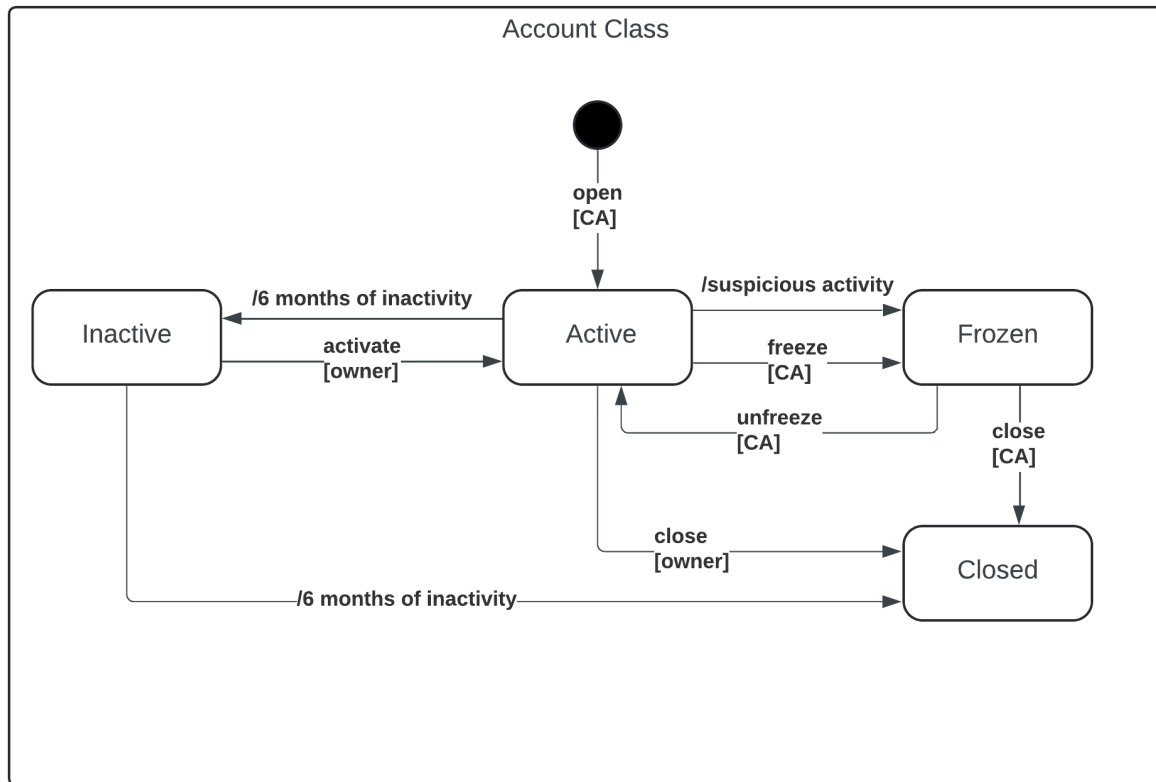 Account Class
open
[CA]
/6 months of inactivity
/suspicious activity
Inactive
Active
Frozen
activate
[owner]
freeze
[CA]
unfreeze
[CA]
close
[CA]
close
[owner]
Closed
/6 months of inactivity